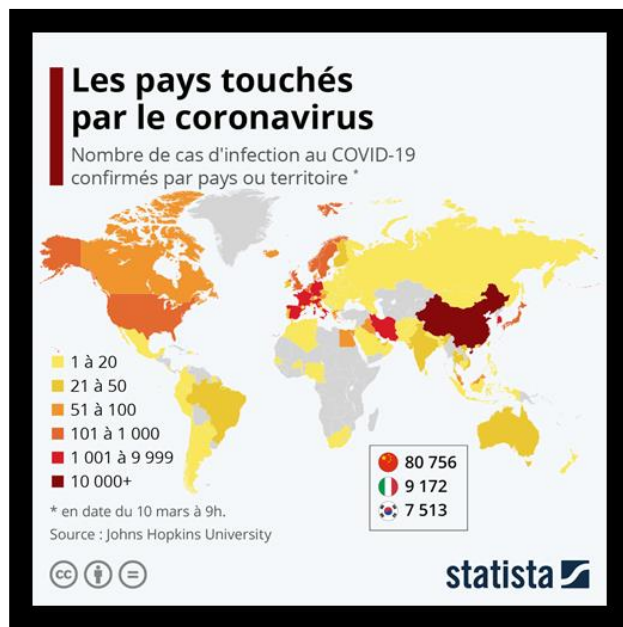 Les pays touchés
par le coronavirus
Nombre de cas d'infection au COVID-19
confirmés par pays ou territoire *
1 à 20
21 à 50
51 à 100
101 à 1 000
1 001 à 9 999
10 000+
80 756
9 172
7 513
* en date du 10 mars à 9h.
Source : Johns Hopkins University
cc
statista